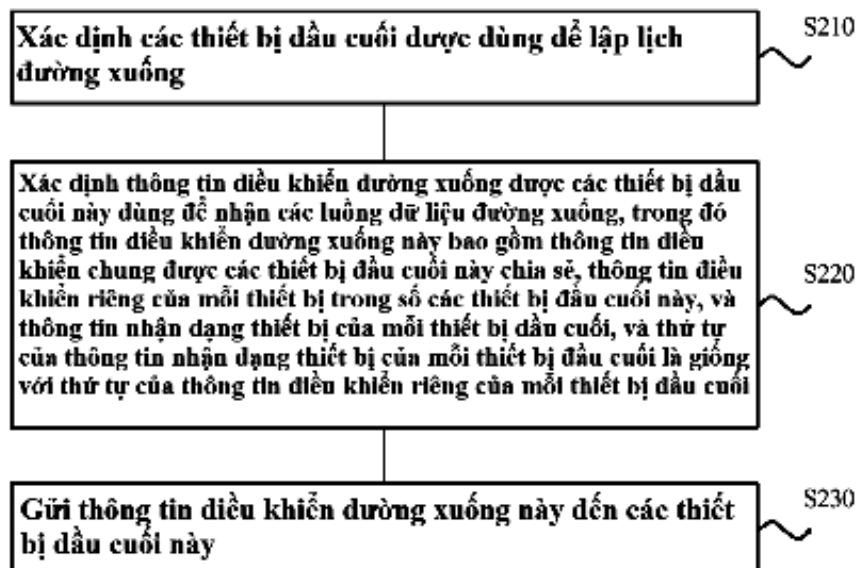 Xác định các thiết bị đầu cuối được dùng để lập lịch
đường xuống
S210
Xác định thông tin điều khiển đường xuống được các thiết bị đầu
cuối này dùng để nhận các luồng dữ liệu đường xuống, trong đó
thông tin điều khiển đường xuống này bao gồm thông tin điều
khiển chung được các thiết bị đầu cuối này chia sẻ, thông tin điều
khiển riêng của mỗi thiết bị trong số các thiết bị đầu cuối này, và
thông tin nhận dạng thiết bị của mỗi thiết bị đầu cuối, và thứ tự
của thông tin nhận dạng thiết bị của mỗi thiết bị đầu cuối là giống
với thứ tự của thông tin điều khiển riêng của mỗi thiết bị đầu cuối
S220
Gửi thông tin điều khiển đường xuống này đến các thiết
bị đầu cuối này
S230